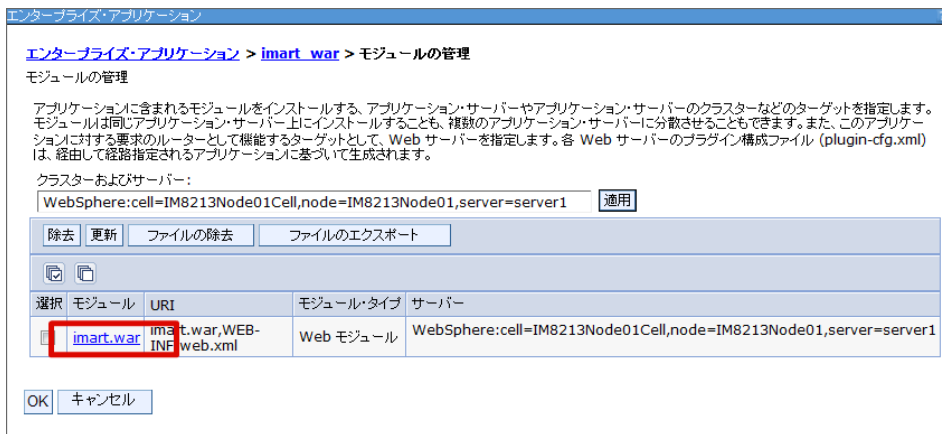 エンタープライズ・アプリケーション
エンタープライズ・アプリケーション > imart_war > モジュールの管理
モジュールの管理
アプリケーションに含まれるモジュールをインストールする、アプリケーション・サーバーやアプリケーション・サーバーのクラスターなどのターゲットを指定します。
モジュールは同じアプリケーション・サーバー上にインストールすることも、複数のアプリケーション・サーバーに分散させることもできます。また、このアプリケー
ションに対する要求のルーターとして機能するターゲットとして、Web サーバーを指定します。各 Web サーバーのプラグイン構成ファイル (plugin-cfg.xml)
は、経由して経路指定されるアプリケーションに基づいて生成されます。
クラスターおよびサーバー:
WebSphere:cell=IM8213Node01Cell,node=IM8213Node01,server=server1 適用
除去 更新 ファイルの除去 ファイルのエクスポート
選択 モジュール URI モジュール・タイプ サーバー
imart.war imart.war,WEB- Web モジュール WebSphere:cell=IM8213Node01Cell,node=IM8213Node01,server=server1
INF/web.xml
OK キャンセル